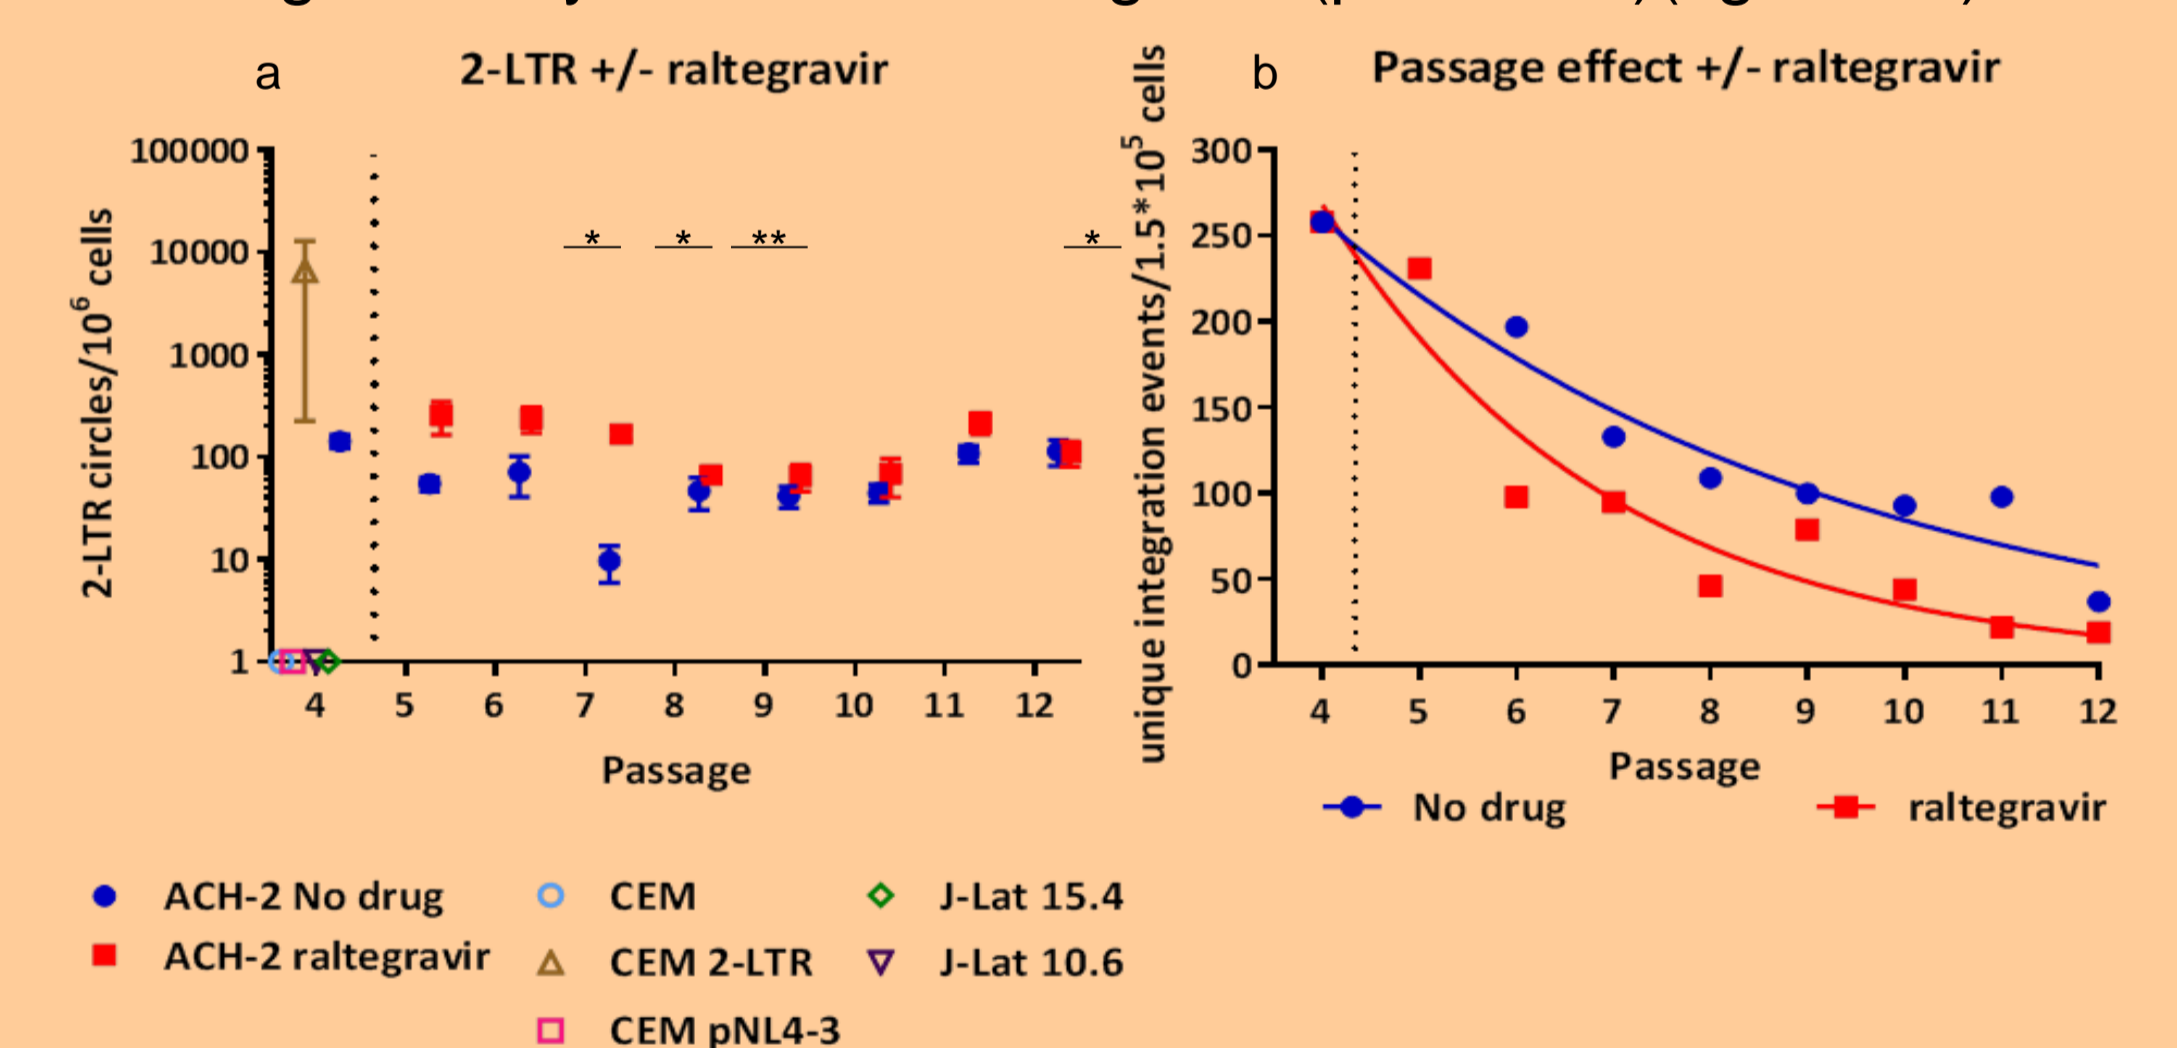 a
2-LTR +/- raltegravir
2-LTR circles/10⁶ cells
100000
10000
1000
100
10
1
* * ** *
4 5 6 7 8 9 10 11 12
Passage
ACH-2 No drug
ACH-2 raltegravir
CEM
CEM 2-LTR
CEM pNL4-3
J-Lat 15.4
J-Lat 10.6
b
Passage effect +/- raltegravir
unique integration events/1.5*10⁵ cells
300
250
200
150
100
50
0
4 5 6 7 8 9 10 11 12
Passage
No drug
raltegravir